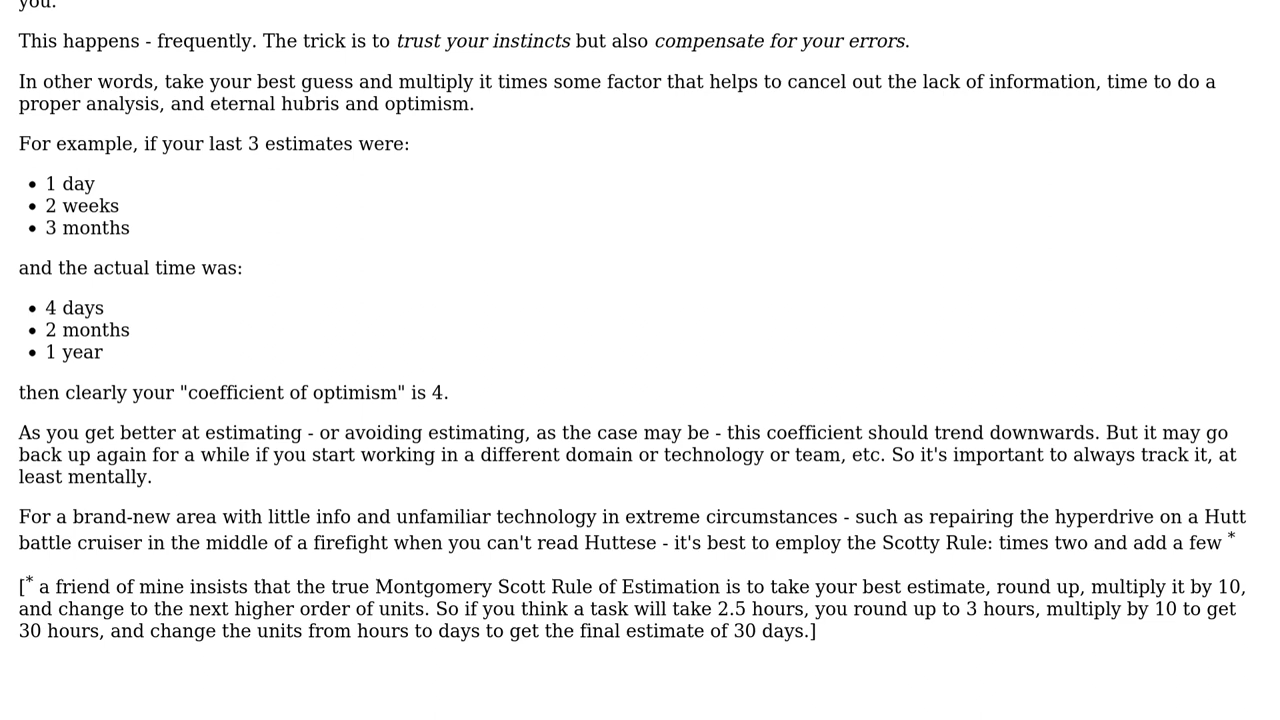 you.
This happens - frequently. The trick is to trust your instincts but also compensate for your errors.
In other words, take your best guess and multiply it times some factor that helps to cancel out the lack of information, time to do a
proper analysis, and eternal hubris and optimism.
For example, if your last 3 estimates were:
• 1 day
• 2 weeks
• 3 months
and the actual time was:
• 4 days
• 2 months
• 1 year
then clearly your "coefficient of optimism" is 4.
As you get better at estimating - or avoiding estimating, as the case may be - this coefficient should trend downwards. But it may go
back up again for a while if you start working in a different domain or technology or team, etc. So it's important to always track it, at
least mentally.
For a brand-new area with little info and unfamiliar technology in extreme circumstances - such as repairing the hyperdrive on a Hutt
battle cruiser in the middle of a firefight when you can't read Huttese - it's best to employ the Scotty Rule: times two and add a few *
[* a friend of mine insists that the true Montgomery Scott Rule of Estimation is to take your best estimate, round up, multiply it by 10,
and change to the next higher order of units. So if you think a task will take 2.5 hours, you round up to 3 hours, multiply by 10 to get
30 hours, and change the units from hours to days to get the final estimate of 30 days.]